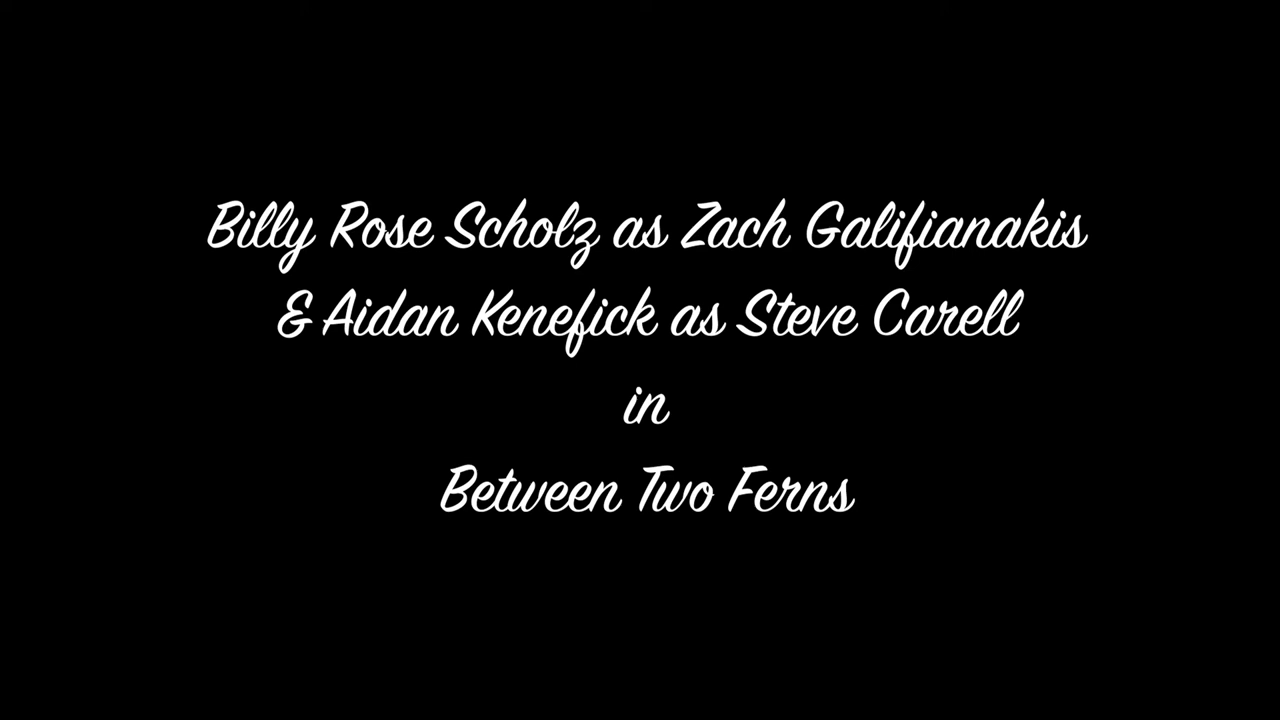 Billy Rose Scholz as Zach Galifianakis
& Aidan Kenefick as Steve Carell
in
Between Two Ferns